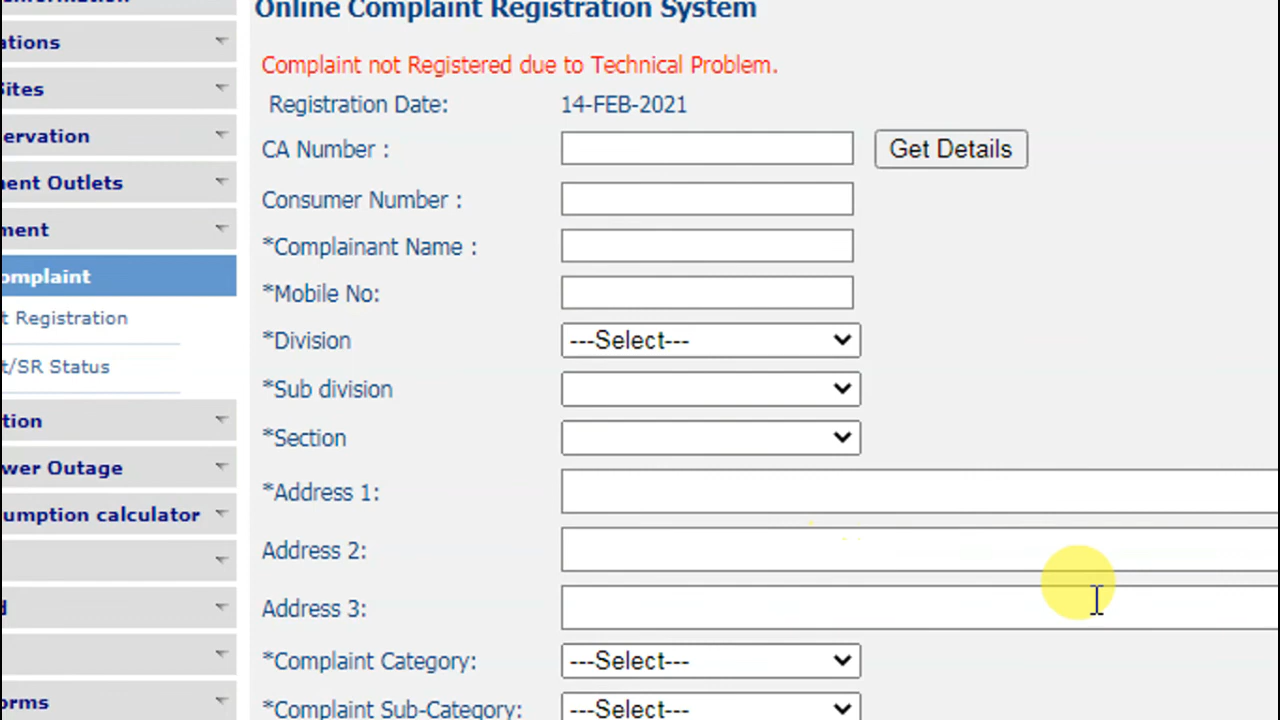 Online Complaint Registration System
ations
Sites
ervation
ment Outlets
ment
omplaint
t Registration
t/SR Status
tion
wer Outage
sumption calculator
d
orms
Complaint not Registered due to Technical Problem.
Registration Date: 14-FEB-2021
CA Number : Get Details
Consumer Number :
*Complainant Name :
*Mobile No:
*Division ---Select---
*Sub division
*Section
*Address 1:
Address 2:
Address 3:
*Complaint Category: ---Select---
*Complaint Sub-Category: ---Select---